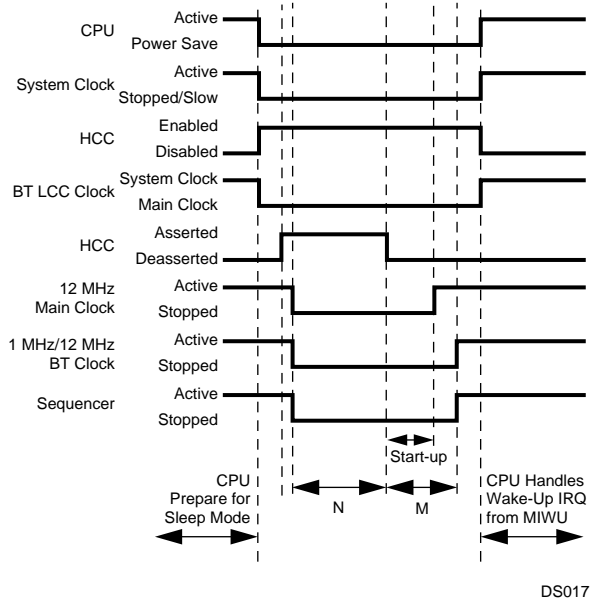 CPU
Active
Power Save
System Clock
Active
Stopped/Slow
HCC
Enabled
Disabled
BT LCC Clock
System Clock
Main Clock
HCC
Asserted
Deasserted
12 MHz
Main Clock
Active
Stopped
1 MHz/12 MHz
BT Clock
Active
Stopped
Sequencer
Active
Stopped
Start-up
CPU
Prepare for
Sleep Mode
N
M
CPU Handles
Wake-Up IRQ
from MIWU
DS017